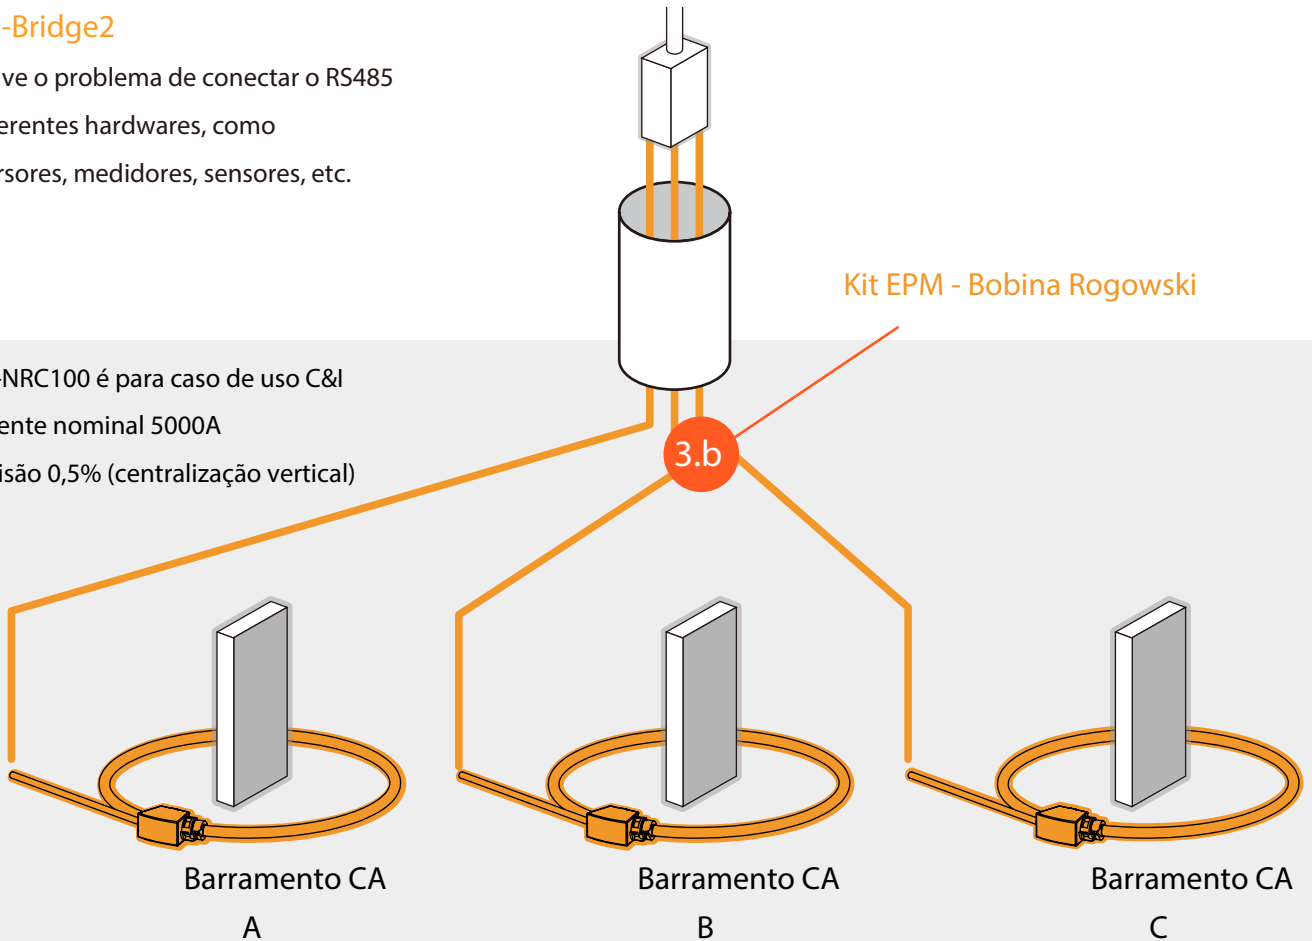 -Bridge2
ve o problema de conectar o RS485
erentes hardwares, como
rsores, medidores, sensores, etc.
Kit EPM - Bobina Rogowski
-NRC100 é para caso de uso C&I
ente nominal 5000A
isão 0,5% (centralização vertical)
3.b
Barramento CA
A
Barramento CA
B
Barramento CA
C